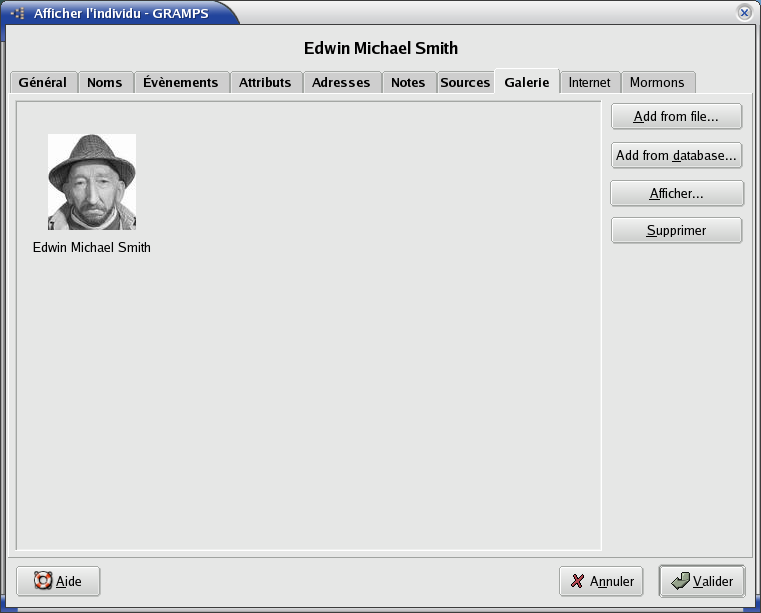 Afficher l'individu - GRAMPS
Edwin Michael Smith
Général Noms Évènements Attributs Adresses Notes Sources Galerie Internet Mormons
Add from file...
Add from database...
Afficher...
Supprimer
Edwin Michael Smith
Aide Annuler Valider